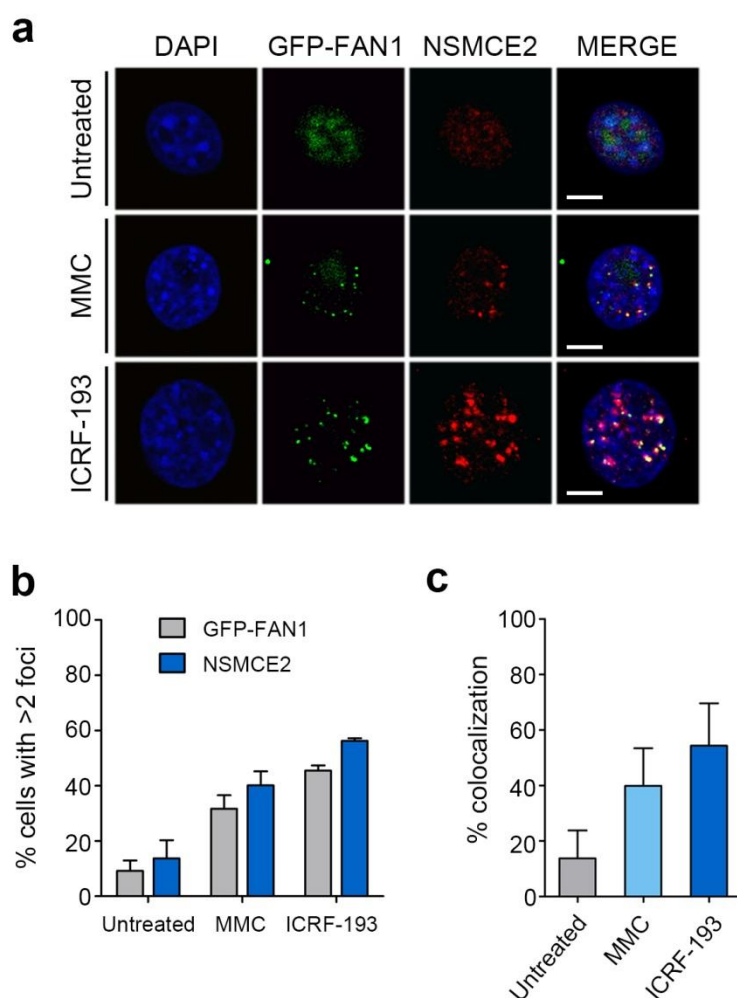 a
DAPI GFP-FAN1 NSMCE2 MERGE
Untreated
MMC
ICRF-193
b
% cells with >2 foci
100
80
60
40
20
0
GFP-FAN1
NSMCE2
Untreated MMC ICRF-193
c
% colocalization
100
80
60
40
20
0
Untreated
MMC
ICRF-193